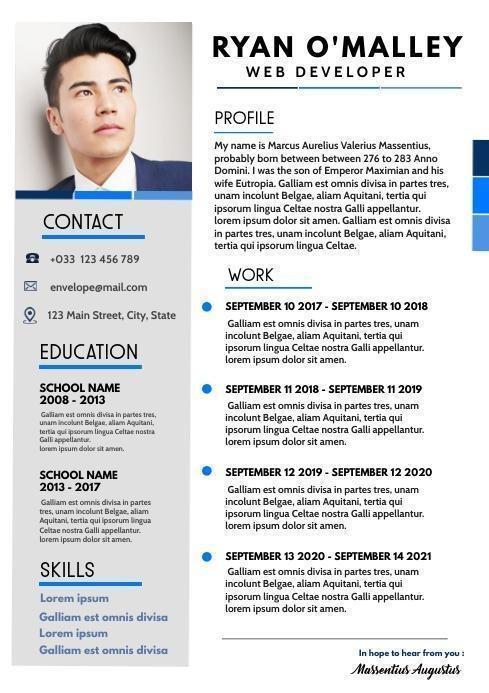 RYAN O'MALLEY
WEB DEVELOPER
PROFILE
My name is Marcus Aurelius Valerius Massentius,
probably born between between 276 to 283 Anno
Domini. I was the son of Emperor Maximian and his
wife Eutropia. Galliam est omnis divisa in partes tres,
unam incolunt Belgae, aliam Aquitani, tertia qui
ipsorum lingua Celtae nostra Galli appellantur.
lorem ipsum dolor sit amen. Galliam est omnis divisa
in partes tres, unam incolunt Belgae, aliam Aquitani,
tertia qui ipsorum lingua Celtae.
CONTACT
+033 123 456 789
envelope@mail.com
123 Main Street, City, State
EDUCATION
SCHOOL NAME
2008 - 2013
Galliam est omnis divisa in partes tres,
unam incolunt Belgae, aliam Aquitani,
tertia qui ipsorum lingua Celtae nostra
Galli appellantur.
lorem ipsum dolor sit amen.
SCHOOL NAME
2013 - 2017
Galliam est omnis divisa in partes
tres, unam incolunt Belgae, aliam
Aquitani, tertia qui ipsorum lingua
Celtae nostra Galli appellantur.
lorem ipsum dolor sit amen.
SKILLS
Lorem ipsum
Galliam est omnis divisa
Lorem ipsum
Galliam est omnis divisa
WORK
SEPTEMBER 10 2017 - SEPTEMBER 10 2018
Galliam est omnis divisa in partes tres, unam
incolunt Belgae, aliam Aquitani, tertia qui
ipsorum lingua Celtae nostra Galli appellantur.
lorem ipsum dolor sit amen.
SEPTEMBER 11 2018 - SEPTEMBER 11 2019
Galliam est omnis divisa in partes tres, unam
incolunt Belgae, aliam Aquitani, tertia qui
ipsorum lingua Celtae nostra Galli appellantur.
lorem ipsum dolor sit amen.
SEPTEMBER 12 2019 - SEPTEMBER 12 2020
Galliam est omnis divisa in partes tres, unam
incolunt Belgae, aliam Aquitani, tertia qui
ipsorum lingua Celtae nostra Galli appellantur.
lorem ipsum dolor sit amen.
SEPTEMBER 13 2020 - SEPTEMBER 14 2021
Galliam est omnis divisa in partes tres, unam
incolunt Belgae, aliam Aquitani, tertia qui
ipsorum lingua Celtae nostra Galli appellantur.
lorem ipsum dolor sit amen.
In hope to hear from you :
Massentius Augustus